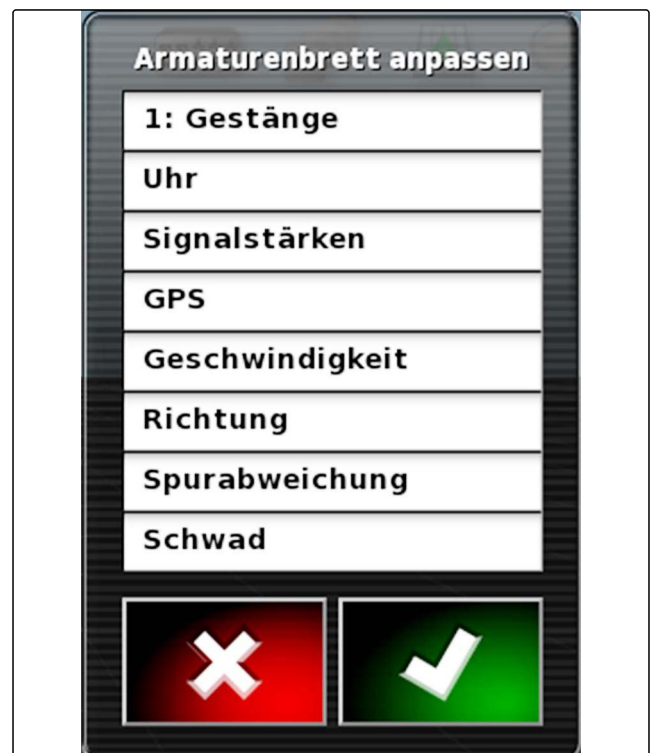 Armaturenbrett anpassen
1: Gestänge
Uhr
Signalstärken
GPS
Geschwindigkeit
Richtung
Spurabweichung
Schwad